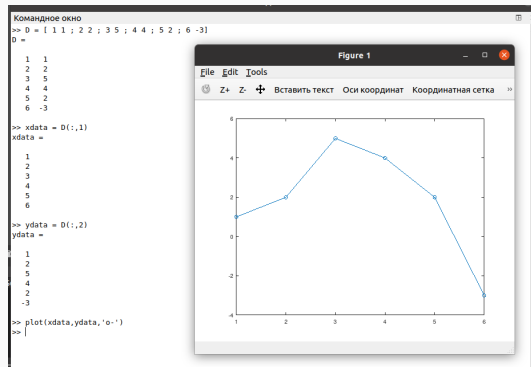 Командное окно
>> D = [ 1 1 ; 2 2 ; 3 5 ; 4 4 ; 5 2 ; 6 -3]
D =
1 1
2 2
3 5
4 4
5 2
6 -3
>> xdata = D(:,1)
xdata =
1
2
3
4
5
6
>> ydata = D(:,2)
ydata =
1
2
5
4
2
-3
>> plot(xdata,ydata,'o-')
>>
Figure 1
File Edit Tools
Z+ Z- Вставить текст Оси координат Координатная сетка »
6
4
2
0
-2
-4
1 2 3 4 5 6